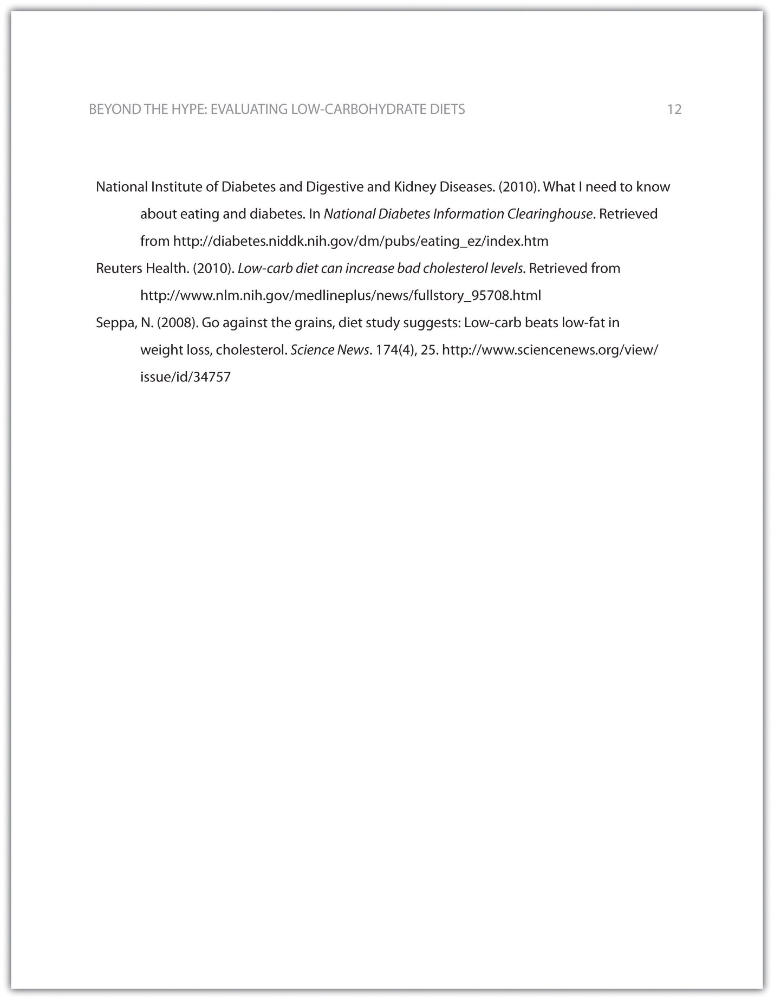 BEYOND THE HYPE: EVALUATING LOW-CARBOHYDRATE DIETS 12
National Institute of Diabetes and Digestive and Kidney Diseases. (2010). What I need to know
about eating and diabetes. In National Diabetes Information Clearinghouse. Retrieved
from http://diabetes.niddk.nih.gov/dm/pubs/eating_ez/index.htm
Reuters Health. (2010). Low-carb diet can increase bad cholesterol levels. Retrieved from
http://www.nlm.nih.gov/medlineplus/news/fullstory_95708.html
Seppa, N. (2008). Go against the grains, diet study suggests: Low-carb beats low-fat in
weight loss, cholesterol. Science News. 174(4), 25. http://www.sciencenews.org/view/
issue/id/34757